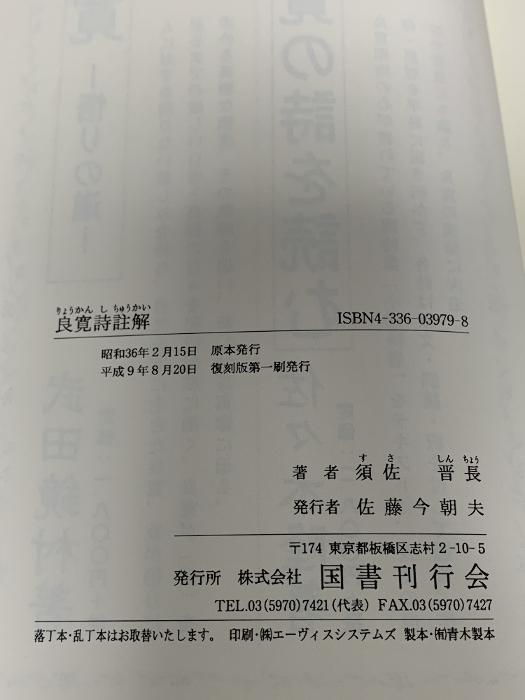 りょうかん し ちゅうかい
良寛詩註解
ISBN4-336-03979-8
昭和36年2月15日 原本発行
平成9年8月20日 復刻版第一刷発行
す さ しん ちょう
著者 須佐 晋長
発行者 佐藤今朝夫
〒174 東京都板橋区志村2-10-5
発行所 株式会社 国書刊行会
TEL.03(5970)7421(代表) FAX.03(5970)7427
落丁本・乱丁本はお取替いたします。 印刷・㈱エーヴィスシステムズ 製本・㈲青木製本